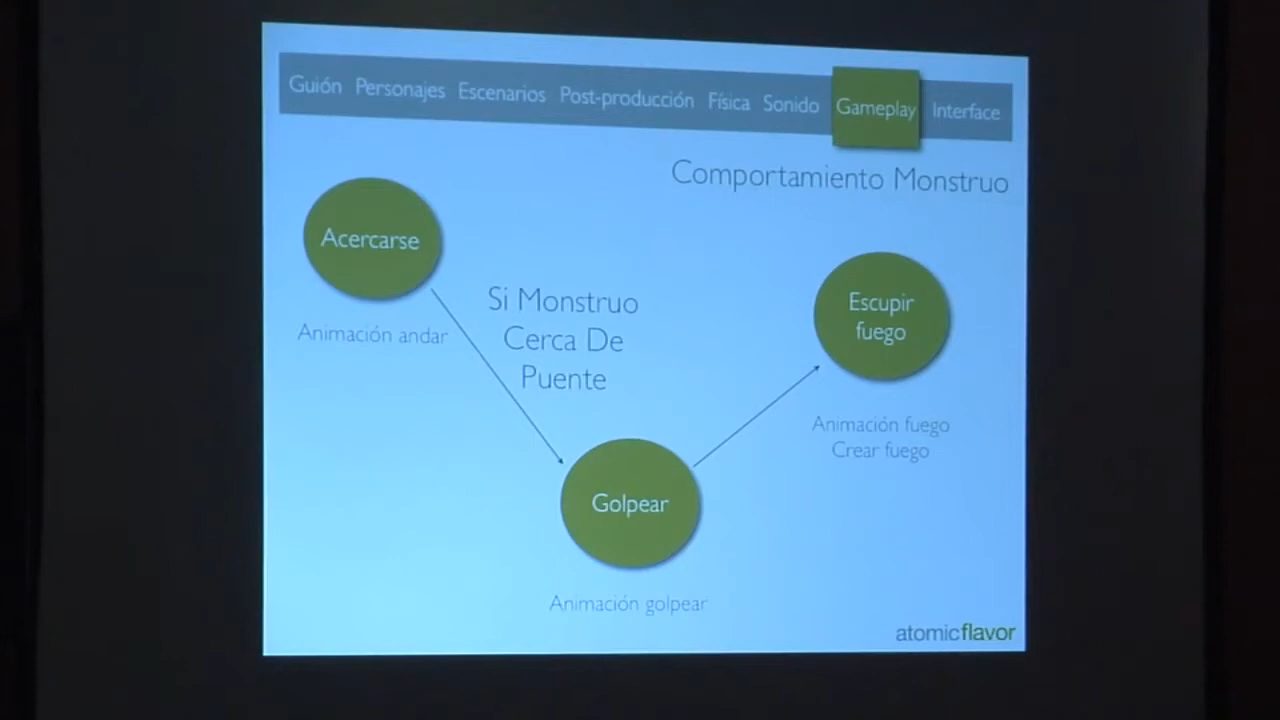 Guión Personajes Escenarios Post-producción Física Sonido Gameplay Interface
Comportamiento Monstruo
Acercarse
Animación andar
Si Monstruo
Cerca De
Puente
Escupir
fuego
Animación fuego
Crear fuego
Golpear
Animación golpear
atomicflavor